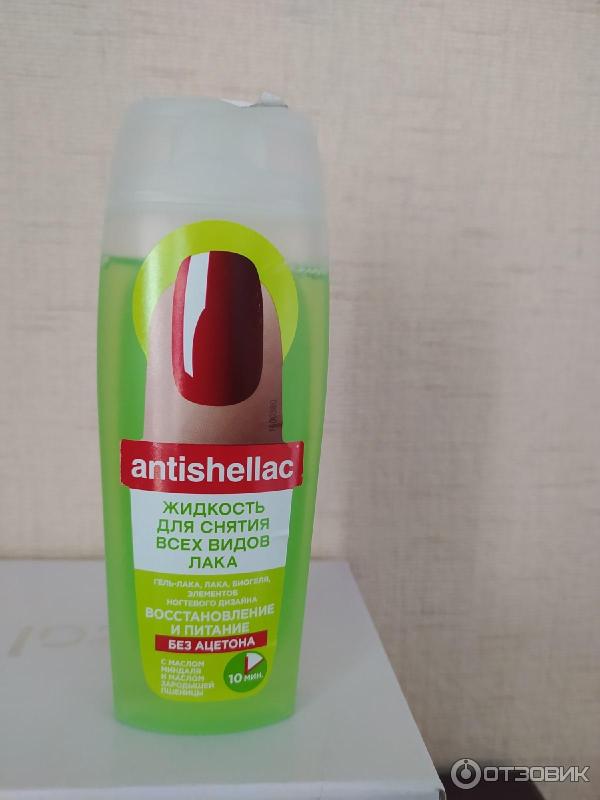 antishellac
ЖИДКОСТЬ
ДЛЯ СНЯТИЯ
ВСЕХ ВИДОВ
ЛАКА
ГЕЛЬ-ЛАКА, ЛАКА, БИОГЕЛЯ,
ЭЛЕМЕНТОВ
НОГТЕВОГО ДИЗАЙНА
ВОССТАНОВЛЕНИЕ
И ПИТАНИЕ
БЕЗ АЦЕТОНА
С МАСЛОМ
МИНДАЛЯ
И МАСЛОМ
ЗАРОДЫШЕЙ
ПШЕНИЦЫ
10 МИН.
ОТЗОВИК